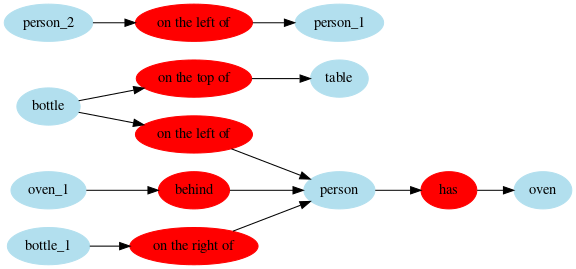 person_2 on the left of person_1
on the top of table
bottle
on the left of
oven_1 behind person has oven
bottle_1 on the right of